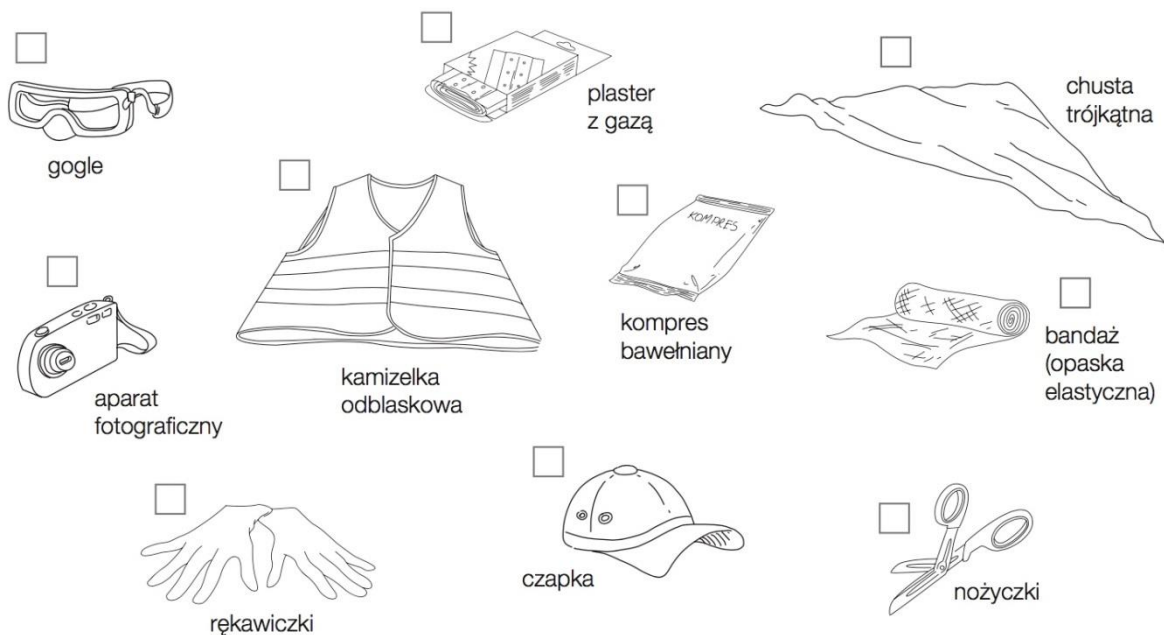 plaster
z gazą
chusta
trójkątna
gogle
KOMPRES
kompres
bawełniany
bandaż
(opaska
elastyczna)
kamizelka
odblaskowa
aparat
fotograficzny
czapka
nożyczki
rękawiczki